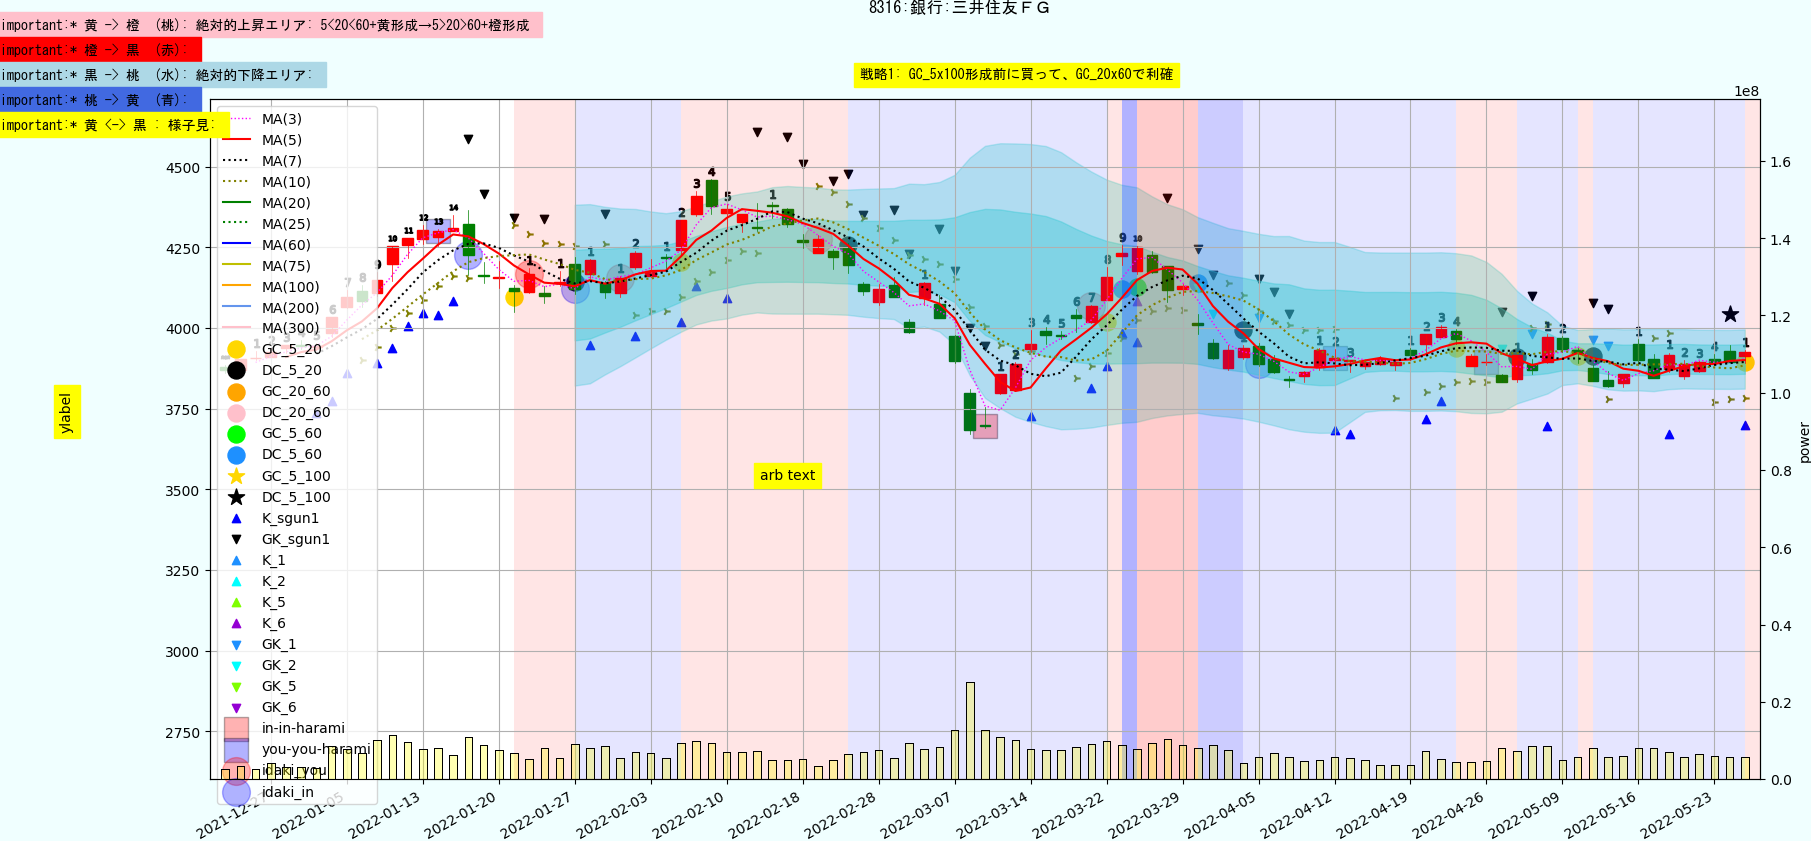 8316:銀行:三井住友ＦＧ
important:* 黄 -> 橙 （桃）: 絶対的上昇エリア: 5<20<60+黄形成→5>20>60+橙形成
important:* 橙 -> 黒 （赤）:
important:* 黒 -> 桃 （水）: 絶対的下降エリア:
戦略1: GC_5x100形成前に買って、GC_20x60で利確
important:* 桃 -> 黄 （青）:
important:* 黄 <-> 黒 : 様子見:
1e8
MA(3)
MA(5)
MA(7)
MA(10)
MA(20)
MA(25)
MA(60)
MA(75)
MA(100)
MA(200)
MA(300)
GC_5_20
DC_5_20
GC_20_60
DC_20_60
GC_5_60
DC_5_60
GC_5_100
DC_5_100
K_sgun1
GK_sgun1
K_1
K_2
K_5
K_6
GK_1
GK_2
GK_5
GK_6
in-in-harami
you-you-harami
idaki_you
idaki_in
4500
4250
4000
3750
3500
3250
3000
2750
ylabel
arb text
1.6
1.4
1.2
1.0
0.8
0.6
0.4
0.2
0.0
power
2022-01-05
2022-01-13
2022-01-20
2022-01-27
2022-02-03
2022-02-10
2022-02-18
2022-02-28
2022-03-07
2022-03-14
2022-03-22
2022-03-29
2022-04-05
2022-04-12
2022-04-19
2022-04-26
2022-05-09
2022-05-16
2022-05-23